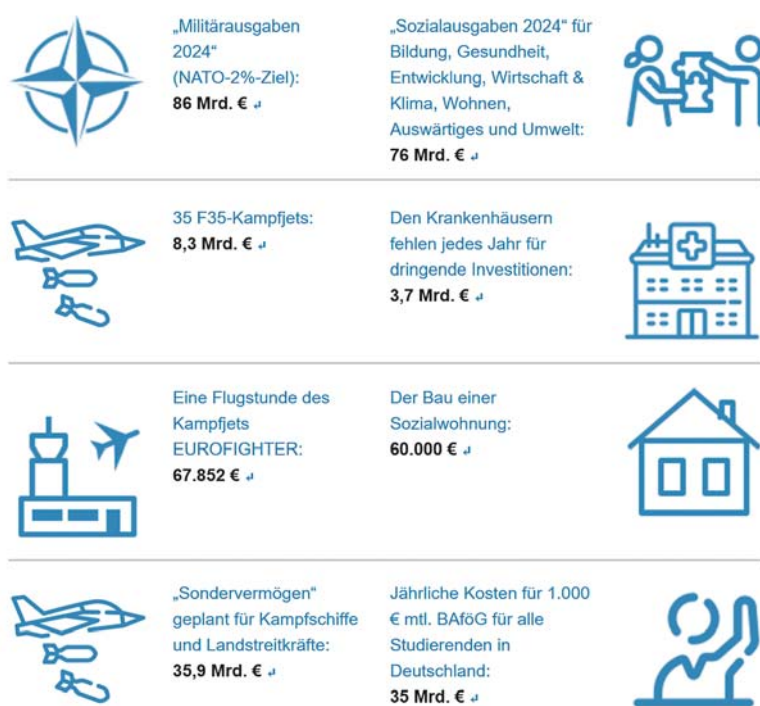 „Militärausgaben
2024“
(NATO-2%-Ziel):
86 Mrd. € ↲
„Sozialausgaben 2024“ für
Bildung, Gesundheit,
Entwicklung, Wirtschaft &
Klima, Wohnen,
Auswärtiges und Umwelt:
76 Mrd. € ↲
35 F35-Kampfjets:
8,3 Mrd. € ↲
Den Krankenhäusern
fehlen jedes Jahr für
dringende Investitionen:
3,7 Mrd. € ↲
Eine Flugstunde des
Kampfjets
EUROFIGHTER:
67.852 € ↲
Der Bau einer
Sozialwohnung:
60.000 € ↲
„Sondervermögen“
geplant für Kampfschiffe
und Landstreitkräfte:
35,9 Mrd. € ↲
Jährliche Kosten für 1.000
€ mtl. BAföG für alle
Studierenden in
Deutschland:
35 Mrd. € ↲